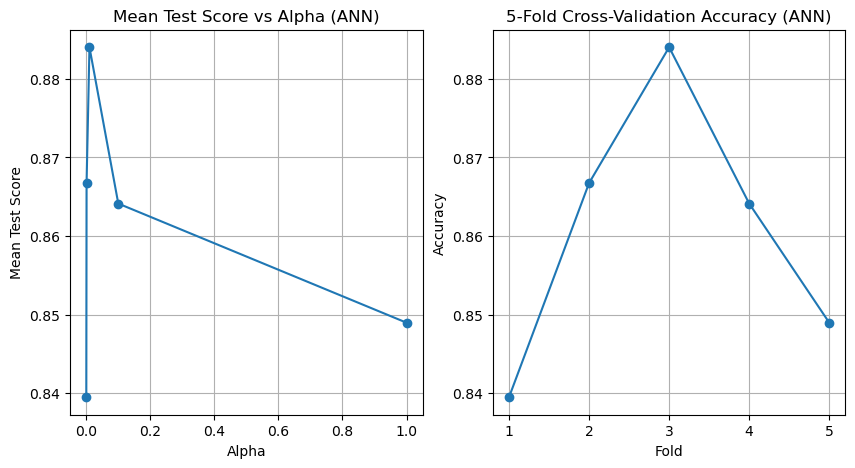 Mean Test Score vs Alpha (ANN)
Mean Test Score
0.88
0.87
0.86
0.85
0.84
0.0 0.2 0.4 0.6 0.8 1.0
Alpha
5-Fold Cross-Validation Accuracy (ANN)
Accuracy
0.88
0.87
0.86
0.85
0.84
1 2 3 4 5
Fold